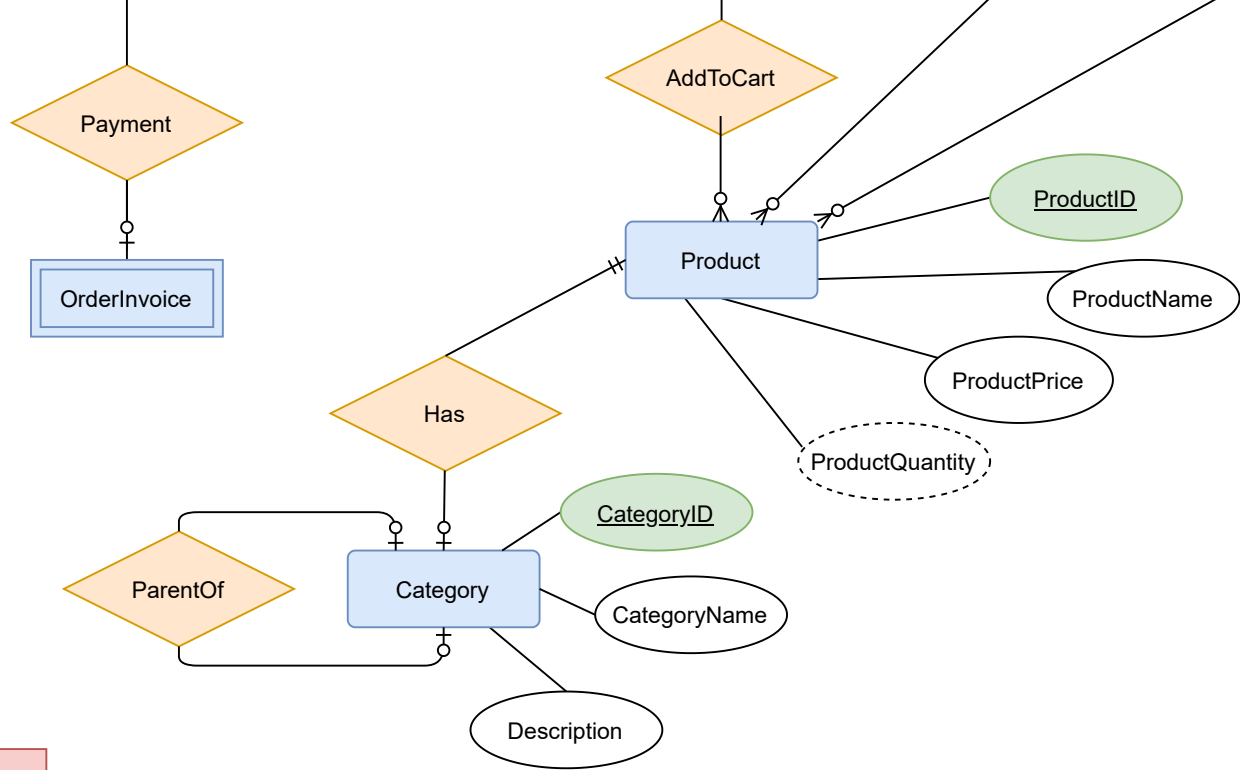 AddToCart
Payment
ProductID
Product
OrderInvoice
ProductName
ProductPrice
Has
ProductQuantity
CategoryID
ParentOf
Category
CategoryName
Description